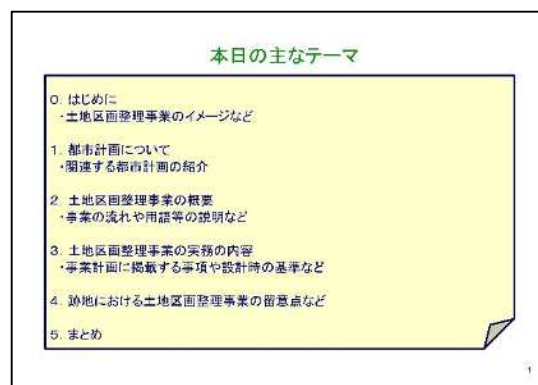 本日の主なテーマ
0. はじめに
・土地区画整理事業のイメージなど
1. 都市計画について
・関連する都市計画の紹介
2. 土地区画整理事業の概要
・事業の流れや用語等の説明など
3. 土地区画整理事業の実務の内容
・事業計画に掲載する事項や設計時の基準など
4. 跡地における土地区画整理事業の留意点など
5. まとめ
1